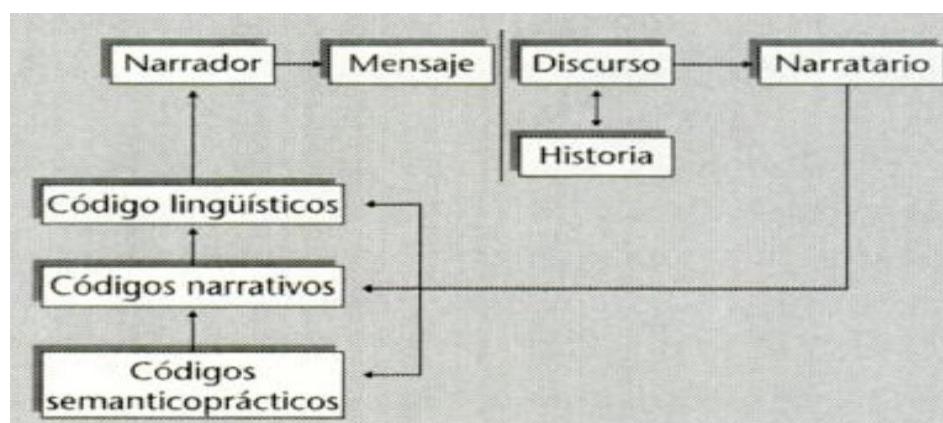 Narrador
Mensaje
Discurso
Narratario
Historia
Código lingüísticos
Códigos narrativos
Códigos
semanticoprácticos